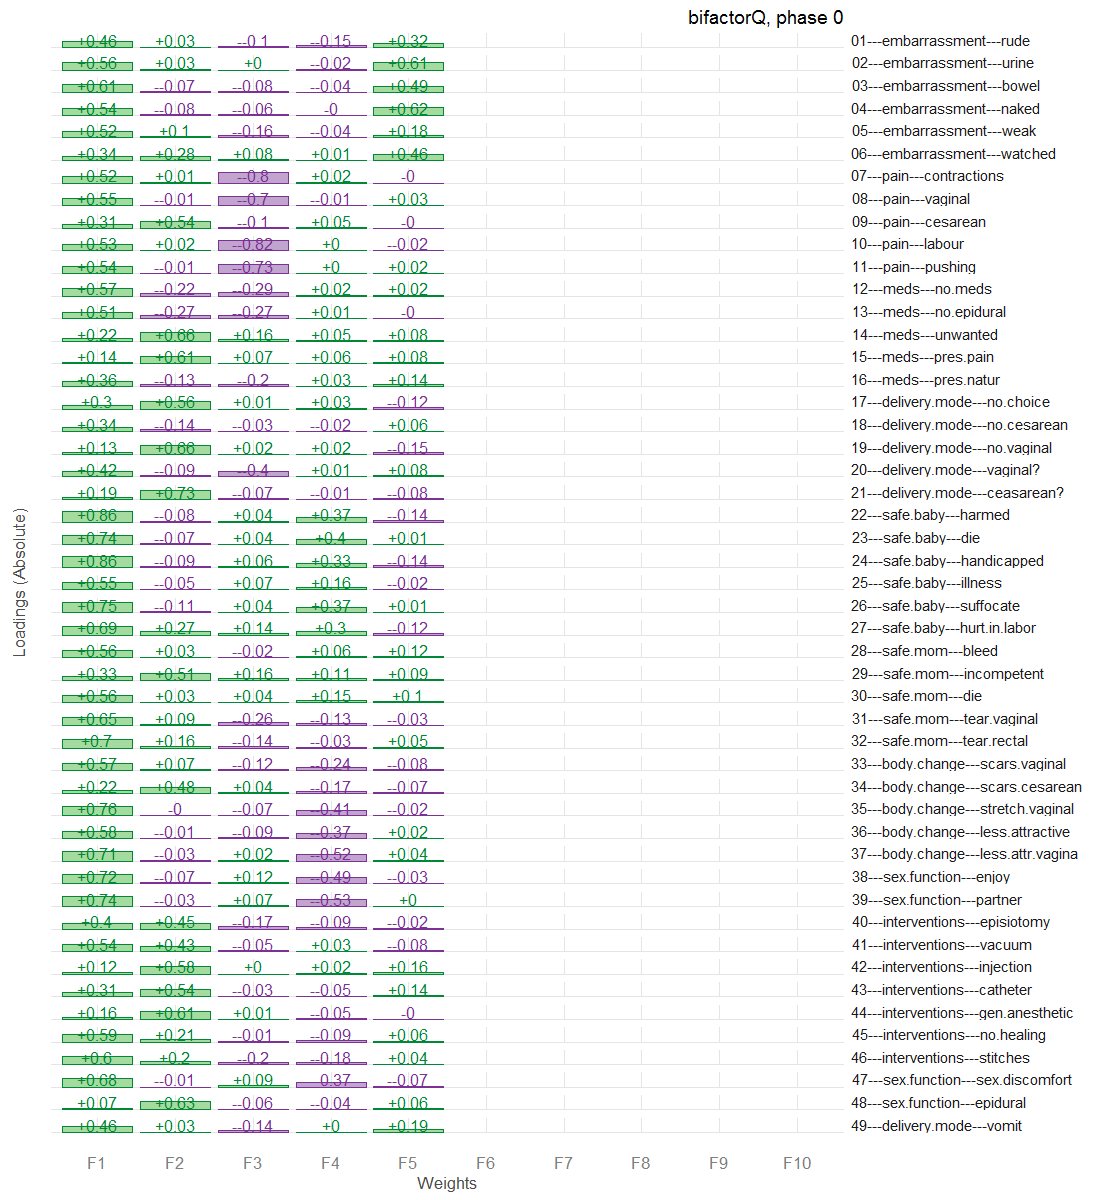 bifactorQ, phase 0
+0.46 +0.03 --0.1 --0.15 +0.32 01---embarrassment---rude
+0.56 +0.03 +0 --0.02 +0.61 02---embarrassment---urine
+0.61 --0.07 --0.08 --0.04 +0.49 03---embarrassment---bowel
+0.54 --0.08 --0.06 -0 +0.62 04---embarrassment---naked
+0.52 +0.1 --0.16 --0.04 +0.18 05---embarrassment---weak
+0.34 +0.28 +0.08 +0.01 +0.46 06---embarrassment---watched
+0.52 +0.01 --0.8 +0.02 -0 07---pain---contractions
+0.55 --0.01 --0.7 --0.01 +0.03 08---pain---vaginal
+0.31 +0.54 --0.1 +0.05 -0 09---pain---cesarean
+0.53 +0.02 --0.82 +0 --0.02 10---pain---labour
+0.54 --0.01 --0.73 +0 +0.02 11---pain---pushing
+0.57 --0.22 --0.29 +0.02 +0.02 12---meds---no.meds
+0.51 --0.27 --0.27 +0.01 -0 13---meds---no.epidural
+0.22 +0.66 +0.16 +0.05 +0.08 14---meds---unwanted
+0.14 +0.61 +0.07 +0.06 +0.08 15---meds---pres.pain
+0.36 --0.13 --0.2 +0.03 +0.14 16---meds---pres.natur
+0.3 +0.56 +0.01 +0.03 --0.12 17---delivery.mode---no.choice
+0.34 --0.14 --0.03 --0.02 +0.06 18---delivery.mode---no.cesarean
+0.13 +0.66 +0.02 +0.02 --0.15 19---delivery.mode---no.vaginal
+0.42 --0.09 --0.4 +0.01 +0.08 20---delivery.mode---vaginal?
+0.19 +0.73 --0.07 --0.01 --0.08 21---delivery.mode---ceasarean?
+0.86 --0.08 +0.04 +0.37 --0.14 22---safe.baby---harmed
+0.74 --0.07 +0.04 +0.4 +0.01 23---safe.baby---die
+0.86 --0.09 +0.06 +0.33 --0.14 24---safe.baby---handicapped
+0.55 --0.05 +0.07 +0.16 --0.02 25---safe.baby---illness
+0.75 --0.11 +0.04 +0.37 +0.01 26---safe.baby---suffocate
+0.69 +0.27 +0.14 +0.3 --0.12 27---safe.baby---hurt.in.labor
+0.56 +0.03 --0.02 +0.06 +0.12 28---safe.mom---bleed
+0.33 +0.51 +0.16 +0.11 +0.09 29---safe.mom---incompetent
+0.56 +0.03 +0.04 +0.15 +0.1 30---safe.mom---die
+0.65 +0.09 --0.26 --0.13 --0.03 31---safe.mom---tear.vaginal
+0.7 +0.16 --0.14 --0.03 +0.05 32---safe.mom---tear.rectal
+0.57 +0.07 --0.12 --0.24 --0.08 33---body.change---scars.vaginal
+0.22 +0.48 +0.04 --0.17 --0.07 34---body.change---scars.cesarean
+0.76 -0 --0.07 --0.41 --0.02 35---body.change---stretch.vaginal
+0.58 --0.01 --0.09 --0.37 +0.02 36---body.change---less.attractive
+0.71 --0.03 +0.02 --0.52 +0.04 37---body.change---less.attr.vagina
+0.72 --0.07 +0.12 --0.49 --0.03 38---sex.function---enjoy
+0.74 --0.03 +0.07 --0.53 +0 39---sex.function---partner
+0.4 +0.45 --0.17 --0.09 --0.02 40---interventions---episiotomy
+0.54 +0.43 --0.05 +0.03 --0.08 41---interventions---vacuum
+0.12 +0.58 +0 +0.02 +0.16 42---interventions---injection
+0.31 +0.54 --0.03 --0.05 +0.14 43---interventions---catheter
+0.16 +0.61 +0.01 --0.05 -0 44---interventions---gen.anesthetic
+0.59 +0.21 --0.01 --0.09 +0.06 45---interventions---no.healing
+0.6 +0.2 --0.2 --0.18 +0.04 46---interventions---stitches
+0.68 --0.01 +0.09 --0.37 --0.07 47---sex.function---sex.discomfort
+0.07 +0.63 --0.06 --0.04 +0.06 48---sex.function---epidural
+0.46 +0.03 --0.14 +0 +0.19 49---delivery.mode---vomit
Loadings (Absolute)
F1 F2 F3 F4 F5 F6 F7 F8 F9 F10
Weights